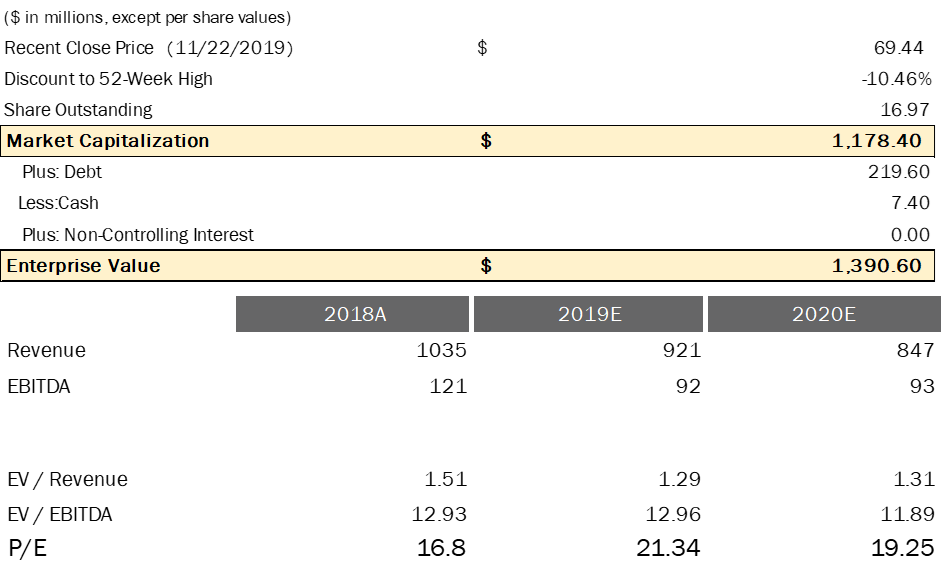 ($ in millions, except per share values)
Recent Close Price (11/22/2019) $ 69.44
Discount to 52-Week High -10.46%
Share Outstanding 16.97
Market Capitalization $ 1,178.40
Plus: Debt 219.60
Less:Cash 7.40
Plus: Non-Controlling Interest 0.00
Enterprise Value $ 1,390.60
2018A 2019E 2020E
Revenue 1035 921 847
EBITDA 121 92 93
EV / Revenue 1.51 1.29 1.31
EV / EBITDA 12.93 12.96 11.89
P/E 16.8 21.34 19.25